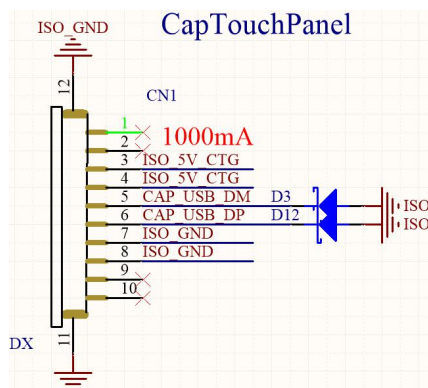 CapTouchPanel
ISO_GND
12
CN1
1
1000mA
2
3 ISO_5V_CTG
4 ISO_5V_CTG
5 CAP_USB_DM D3 ISO
6 CAP_USB_DP D12 ISO
7 ISO_GND
8 ISO_GND
9
10
DX
11